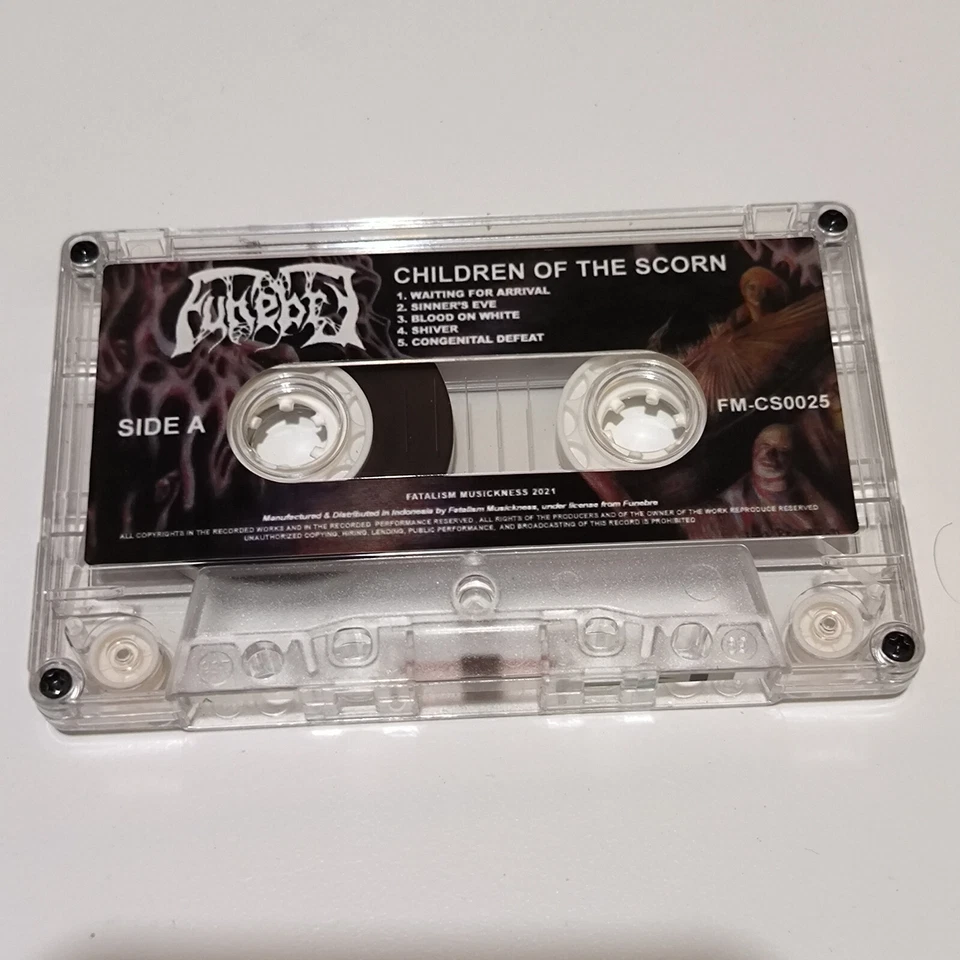 Funebre
CHILDREN OF THE SCORN
1. WAITING FOR ARRIVAL
2. SINNER'S EVE
3. BLOOD ON WHITE
4. SHIVER
5. CONGENITAL DEFEAT
SIDE A
FM-CS0025
FATALISM MUSICKNESS 2021
Manufactured & Distributed in Indonesia by Fatalism Musickness, under license from Funebre
ALL COPYRIGHTS IN THE RECORDED WORKS AND IN THE RECORDED PERFORMANCE RESERVED. ALL RIGHTS OF THE PRODUCERS AND OF THE OWNER OF THE WORK REPRODUCE RESERVED
UNAUTHORIZED COPYING, HIRING, LENDING, PUBLIC PERFORMANCE, AND BROADCASTING OF THIS RECORD IS PROHIBITED